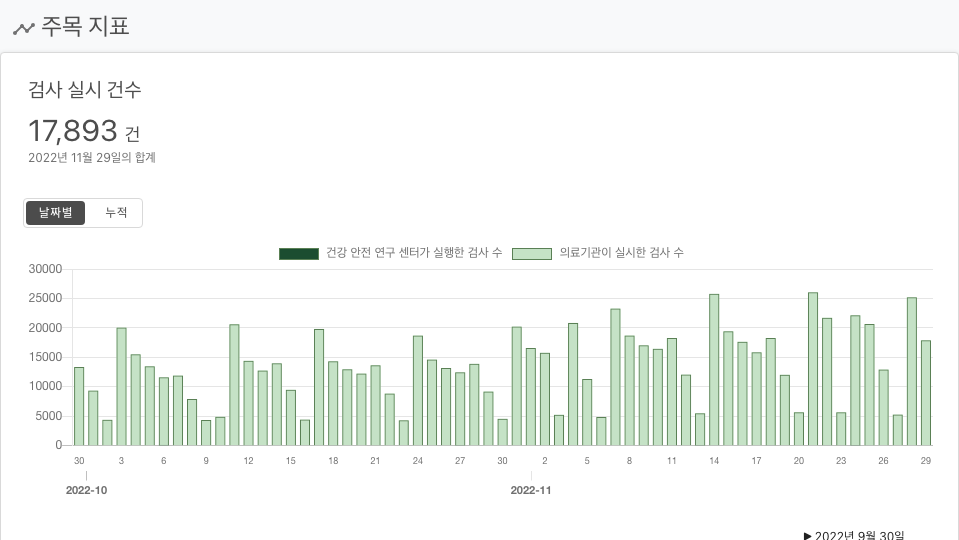 주목 지표
검사 실시 건수
17,893 건
2022년 11월 29일의 합계
날짜별 누적
건강 안전 연구 센터가 실행한 검사 수 의료기관이 실시한 검사 수
30000
25000
20000
15000
10000
5000
0
30 3 6 9 12 15 18 21 24 27 30 2 5 8 11 14 17 20 23 26 29
2022-10 2022-11
▶ 2022년 9월 30일